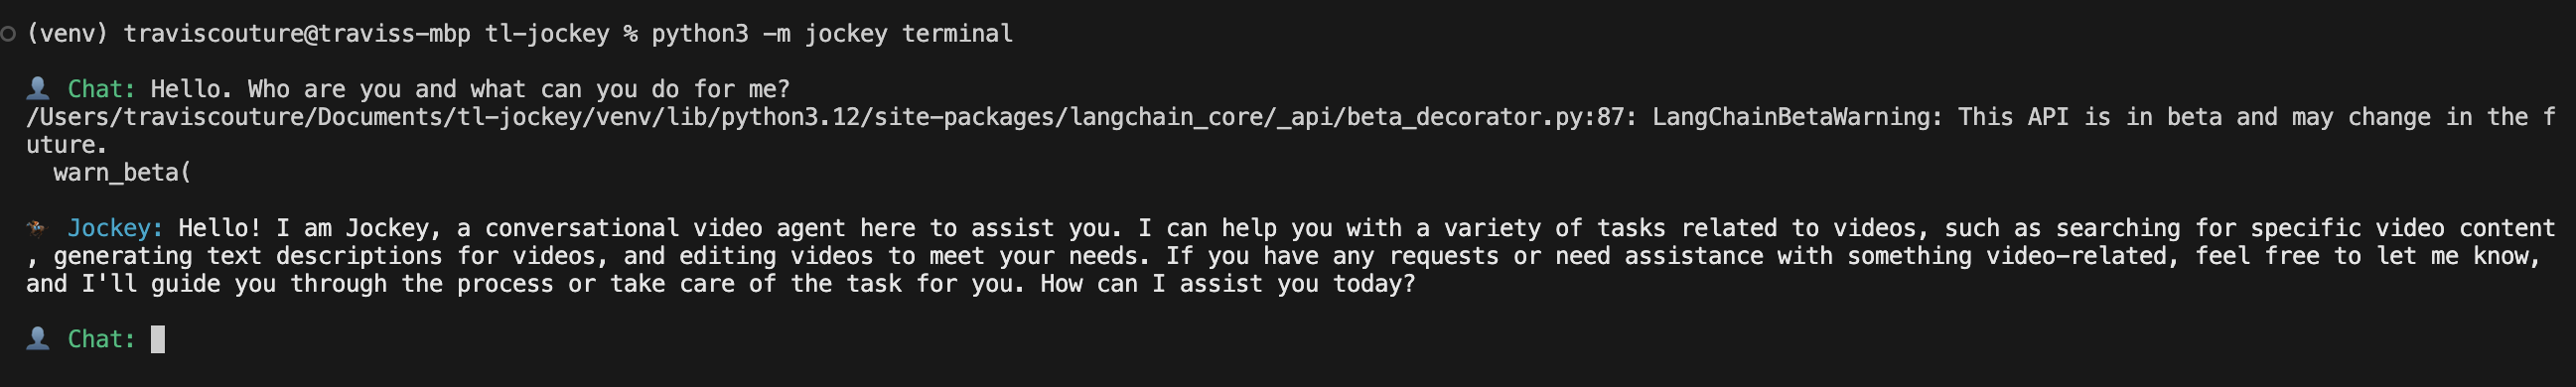 (venv) traviscouture@traviss-mbp tl-jockey % python3 -m jockey terminal
👤 Chat: Hello. Who are you and what can you do for me?
/Users/traviscouture/Documents/tl-jockey/venv/lib/python3.12/site-packages/langchain_core/_api/beta_decorator.py:87: LangChainBetaWarning: This API is in beta and may change in the f
uture.
  warn_beta(
🏇 Jockey: Hello! I am Jockey, a conversational video agent here to assist you. I can help you with a variety of tasks related to videos, such as searching for specific video content
, generating text descriptions for videos, and editing videos to meet your needs. If you have any requests or need assistance with something video-related, feel free to let me know,
and I'll guide you through the process or take care of the task for you. How can I assist you today?
👤 Chat: